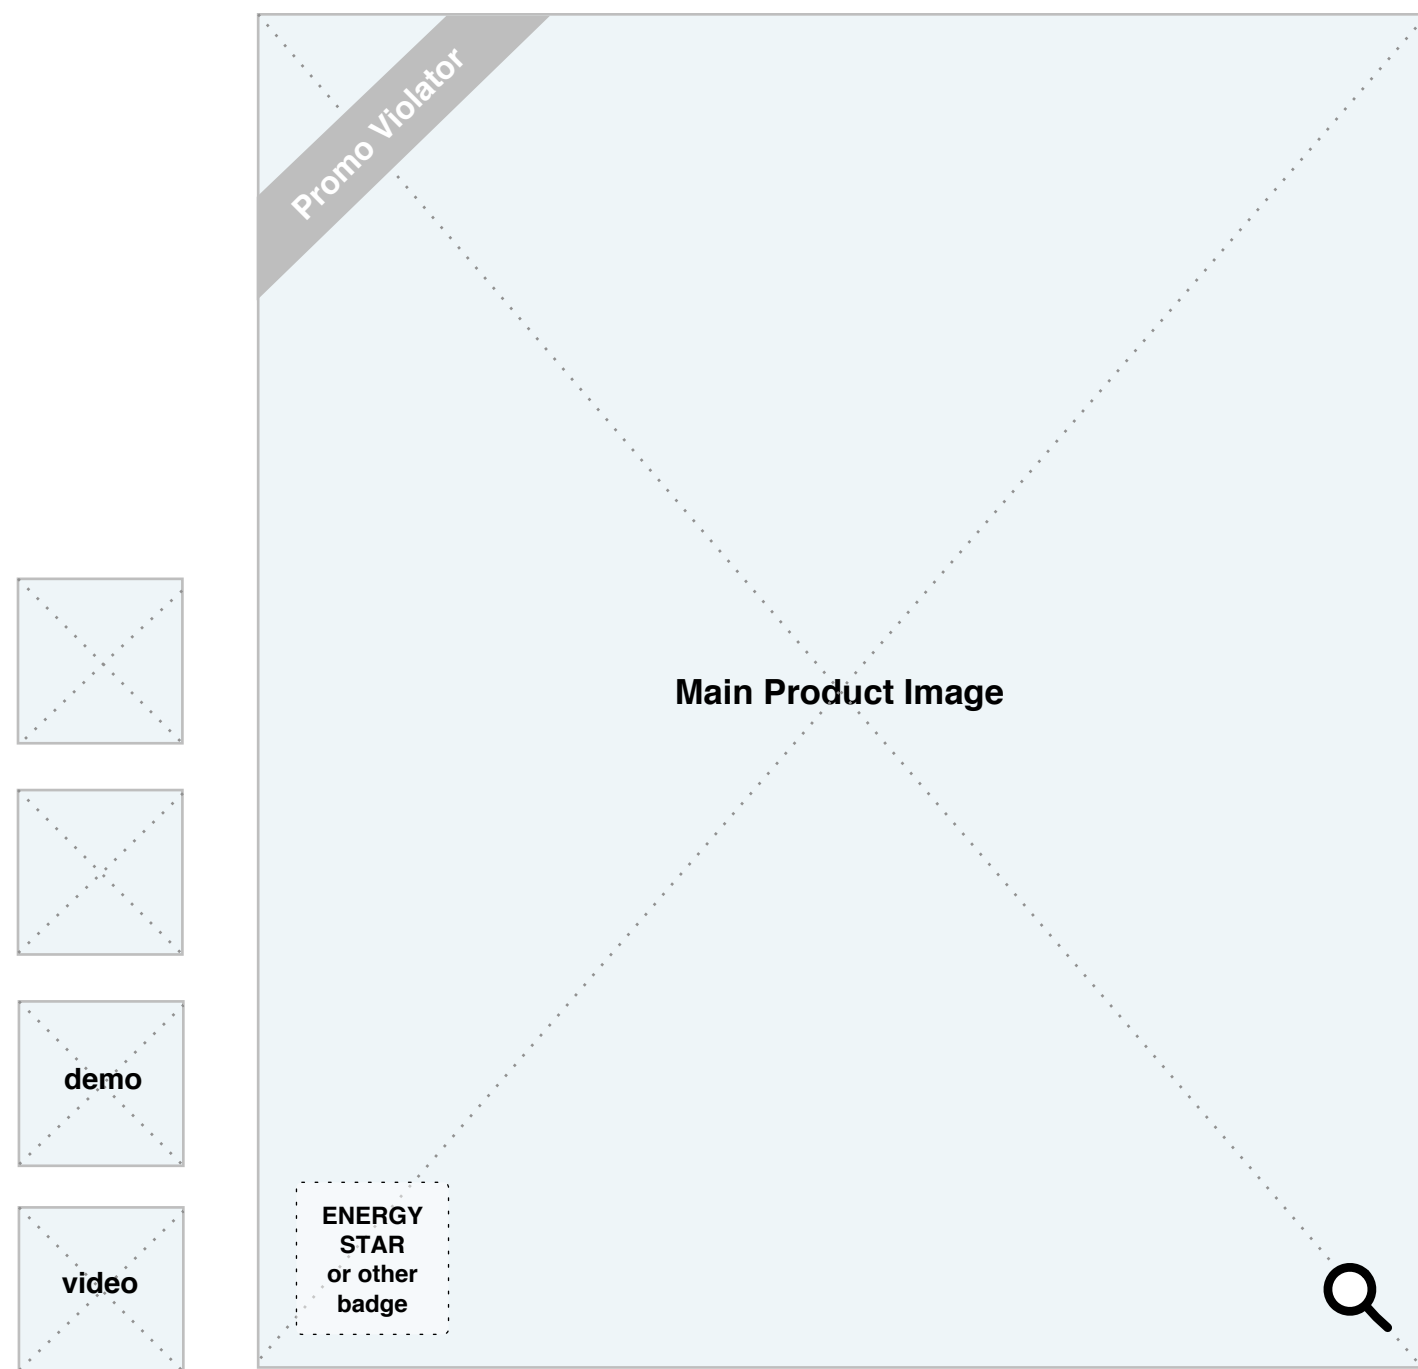 Promo Violator
Main Product Image
demo
video
ENERGY
STAR
or other
badge